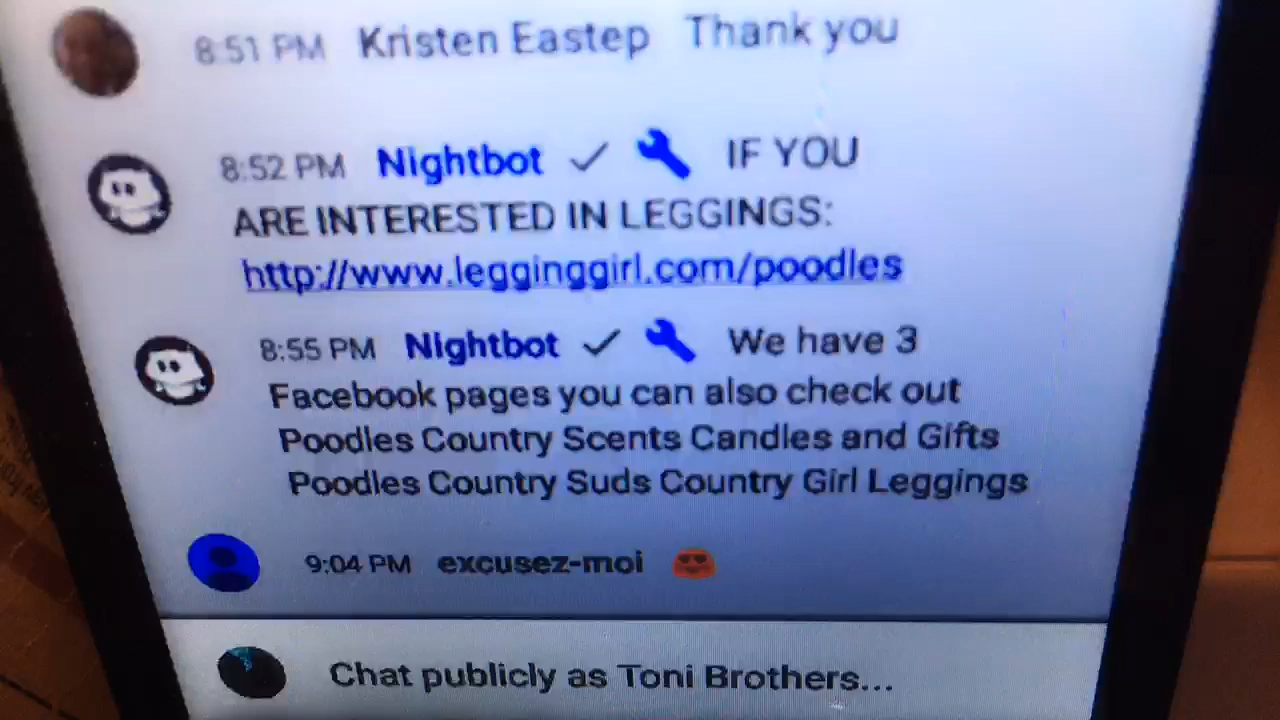 8:51 PM Kristen Eastep Thank you
8:52 PM Nightbot IF YOU
ARE INTERESTED IN LEGGINGS:
http://www.legginggirl.com/poodles
8:55 PM Nightbot We have 3
Facebook pages you can also check out
Poodles Country Scents Candles and Gifts
Poodles Country Suds Country Girl Leggings
9:04 PM excusez-moi
Chat publicly as Toni Brothers...